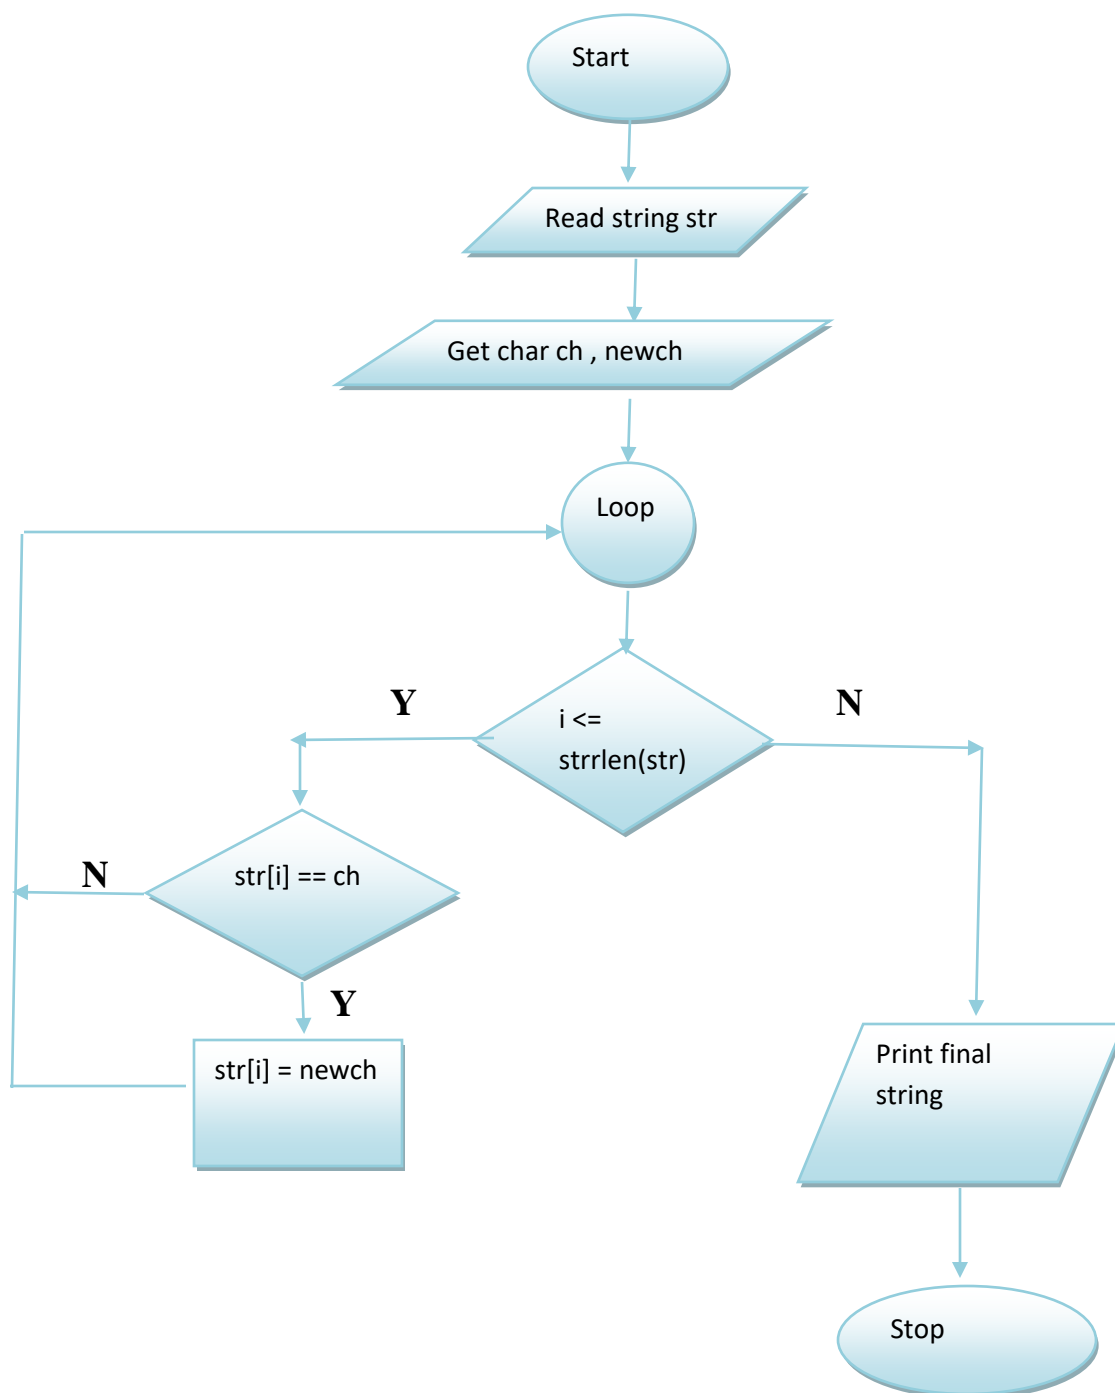 Start
Read string str
Get char ch , newch
Loop
Y
N
i <=
strrlen(str)
N
str[i] == ch
Y
str[i] = newch
Print final
string
Stop